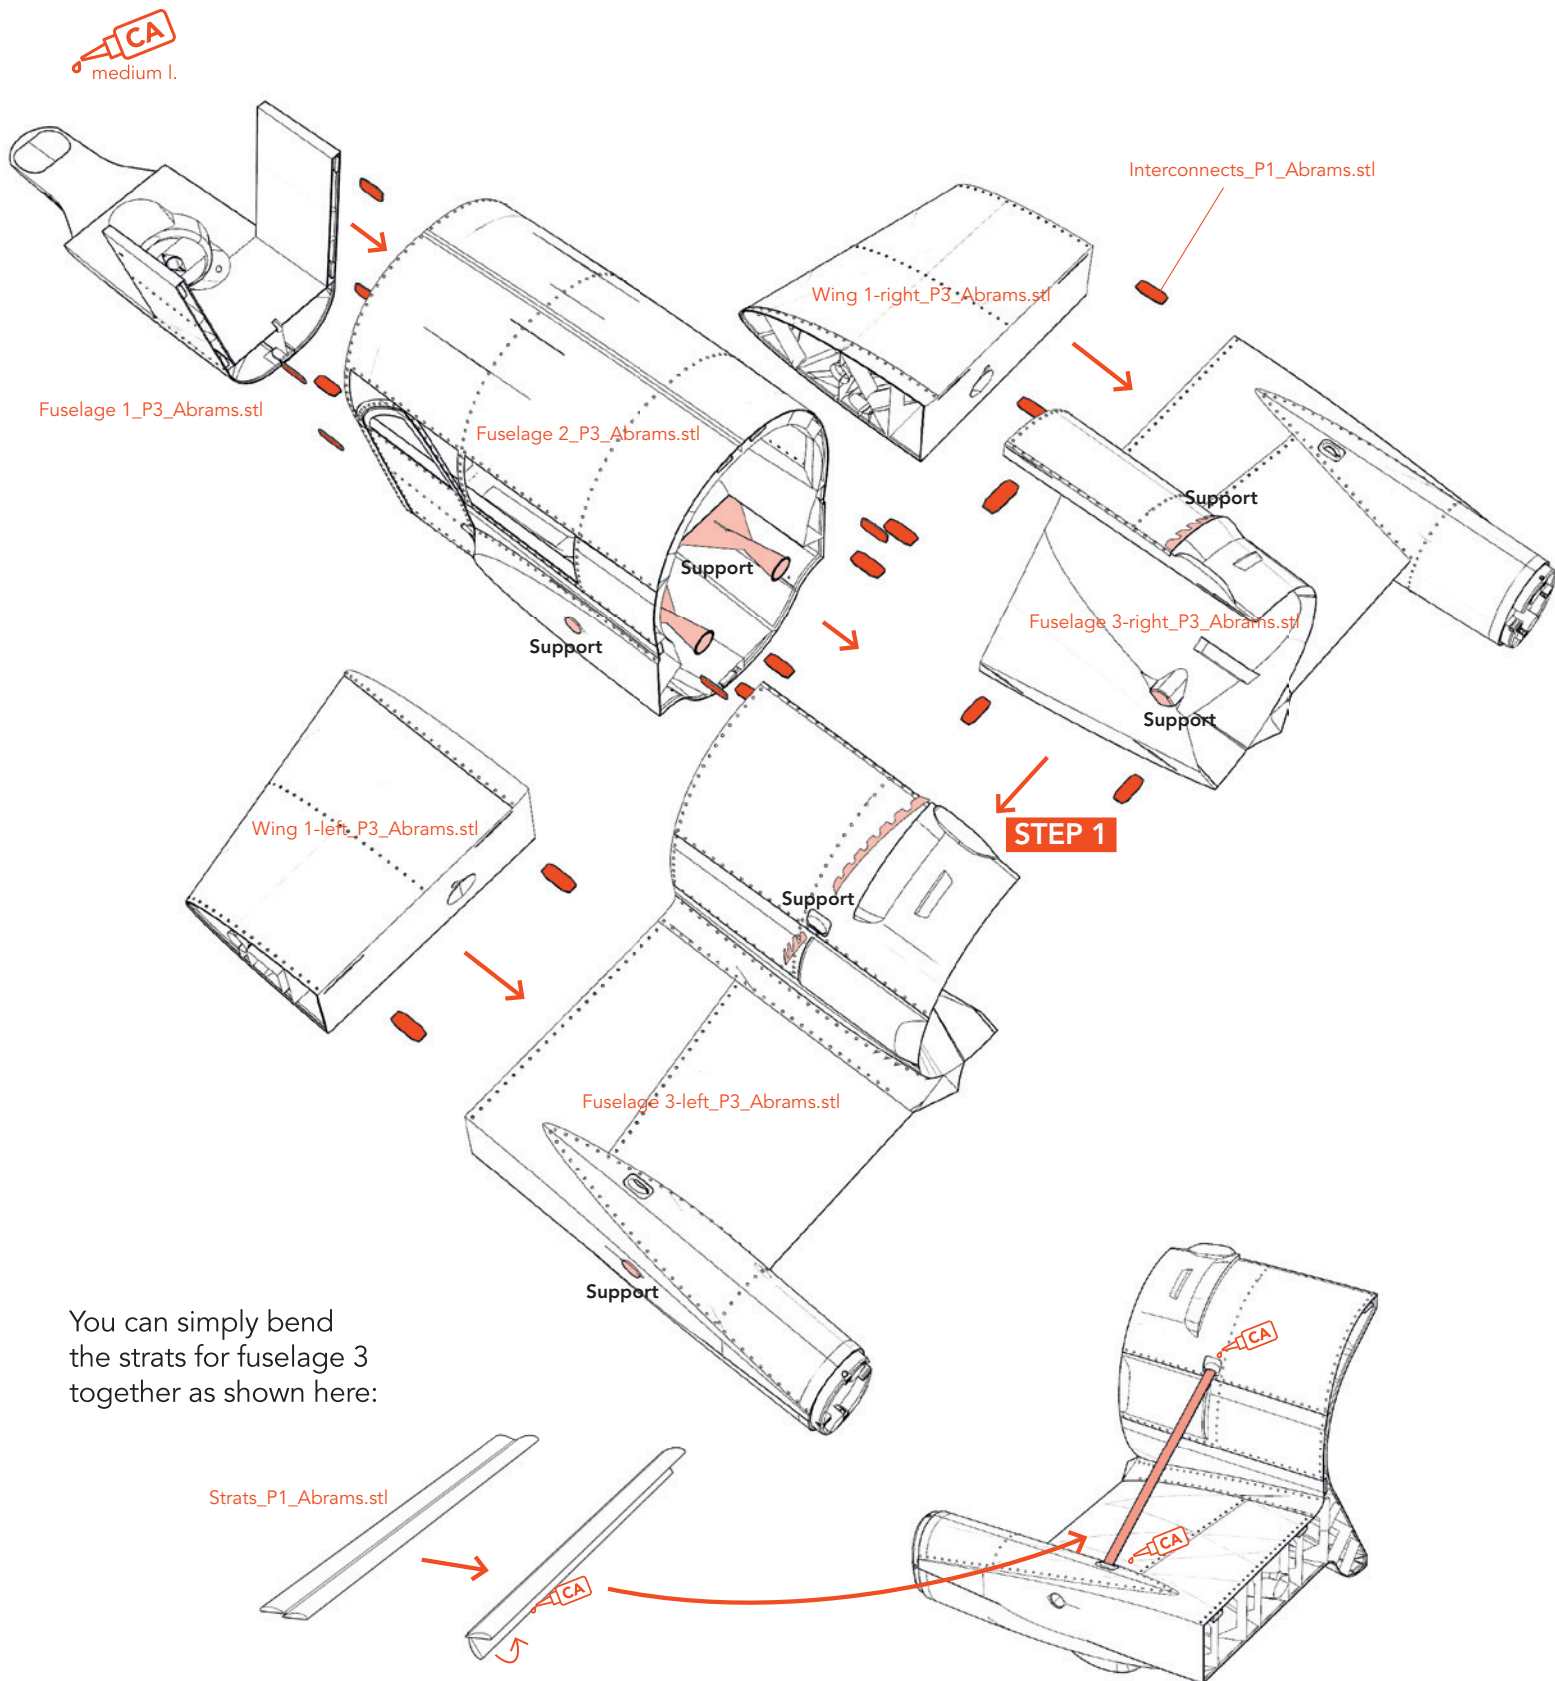 CA
medium l.
Interconnects_P1_Abrams.stl
Wing 1-right_P3_Abrams.stl
Fuselage 1_P3_Abrams.stl
Fuselage 2_P3_Abrams.stl
Support
Support
Support
Fuselage 3-right_P3_Abrams.stl
Support
STEP 1
Wing 1-left_P3_Abrams.stl
Support
Fuselage 3-left_P3_Abrams.stl
Support
You can simply bend
the strats for fuselage 3
together as shown here:
CA
Strats_P1_Abrams.stl
CA
CA